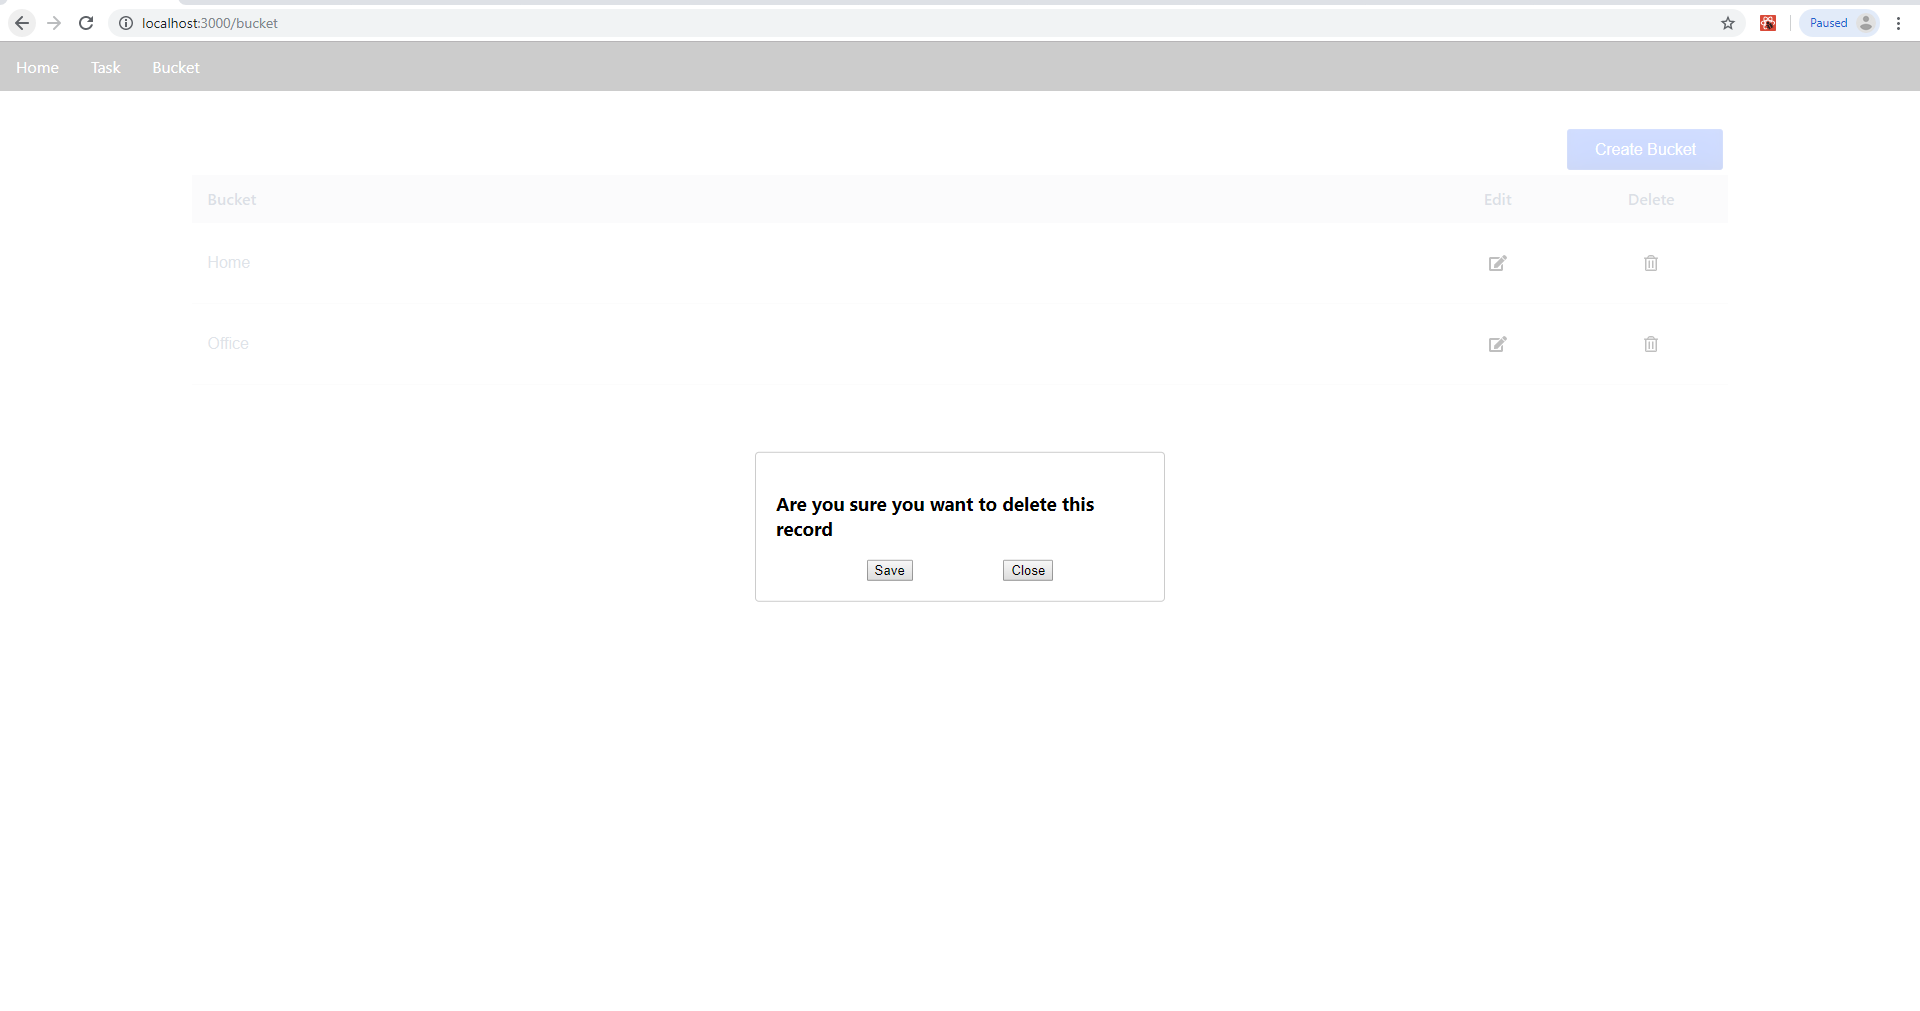 localhost:3000/bucket
Paused
Home Task Bucket
Create Bucket
Bucket Edit Delete
Home
Office
Are you sure you want to delete this
record
Save Close